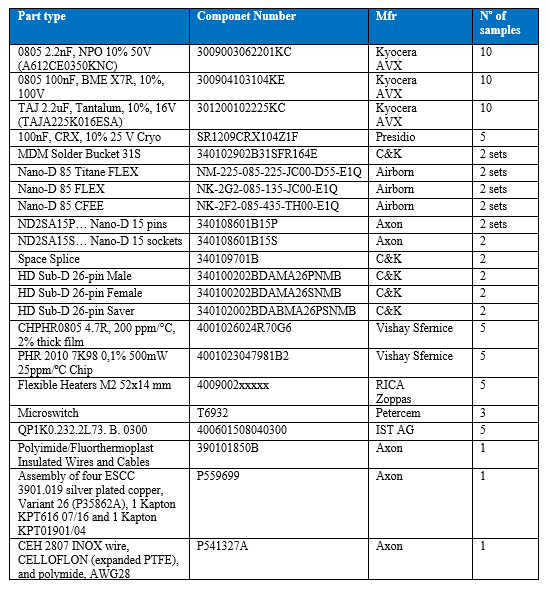 Part type Componet Number Mfr N° of samples
0805 2.2nF, NPO 10% 50V 3009003062201KC Kyocera 10
(A612CE0350KNC) AVX
0805 100nF, BME X7R, 10%, 300904103104KE Kyocera 10
100V AVX
TAJ 2.2uF, Tantalum, 10%, 16V 301200102225KC Kyocera 10
(TAJA225K016ESA) AVX
100nF, CRX, 10% 25 V Cryo SR1209CRX104Z1F Presidio 5
MDM Solder Bucket 31S 340102902B31SFR164E C&K 2 sets
Nano-D 85 Titane FLEX NM-225-085-225-JC00-D55-E1Q Airborn 2 sets
Nano-D 85 FLEX NK-2G2-085-135-JC00-E1Q Airborn 2 sets
Nano-D 85 CFEE NK-2F2-085-435-TH00-E1Q Airborn 2 sets
ND2SA15P… Nano-D 15 pins 340108601B15P Axon 2 sets
ND2SA15S… Nano-D 15 sockets 340108601B15S Axon 2
Space Splice 340109701B C&K 2
HD Sub-D 26-pin Male 340100202BDAMA26PNMB C&K 2
HD Sub-D 26-pin Female 340100202DAMA26SNMB C&K 2
HD Sub-D 26-pin Saver 340102002BDABMA26PSNMB C&K 2
CHPHR0805 4.7R, 200 ppm/°C, 4001026024R70G6 Vishay Sfernice 5
2% thick film
PHR 2010 7K98 0,1% 500mW 4001023047981B2 Vishay Sfernice 5
25ppm/°C Chip
Flexible Heaters M2 52x14 mm 4009002xxxxx RICA 5
Zoppas
Microswitch T6932 Petercem 3
QP1K0.232.2L73. B. 0300 400601508040300 IST AG 5
Polyimide/Fluorthermoplast 390101850B Axon 1
Insulated Wires and Cables
Assembly of four ESCC P559699 Axon 1
3901.019 silver plated copper,
Variant 26 (P35862A), 1 Kapton
KPT616 07/16 and 1 Kapton
KPT01901/04
CEH 2807 INOX wire, P541327A Axon 1
CELLOFLON (expanded PTFE),
and polymide, AWG28